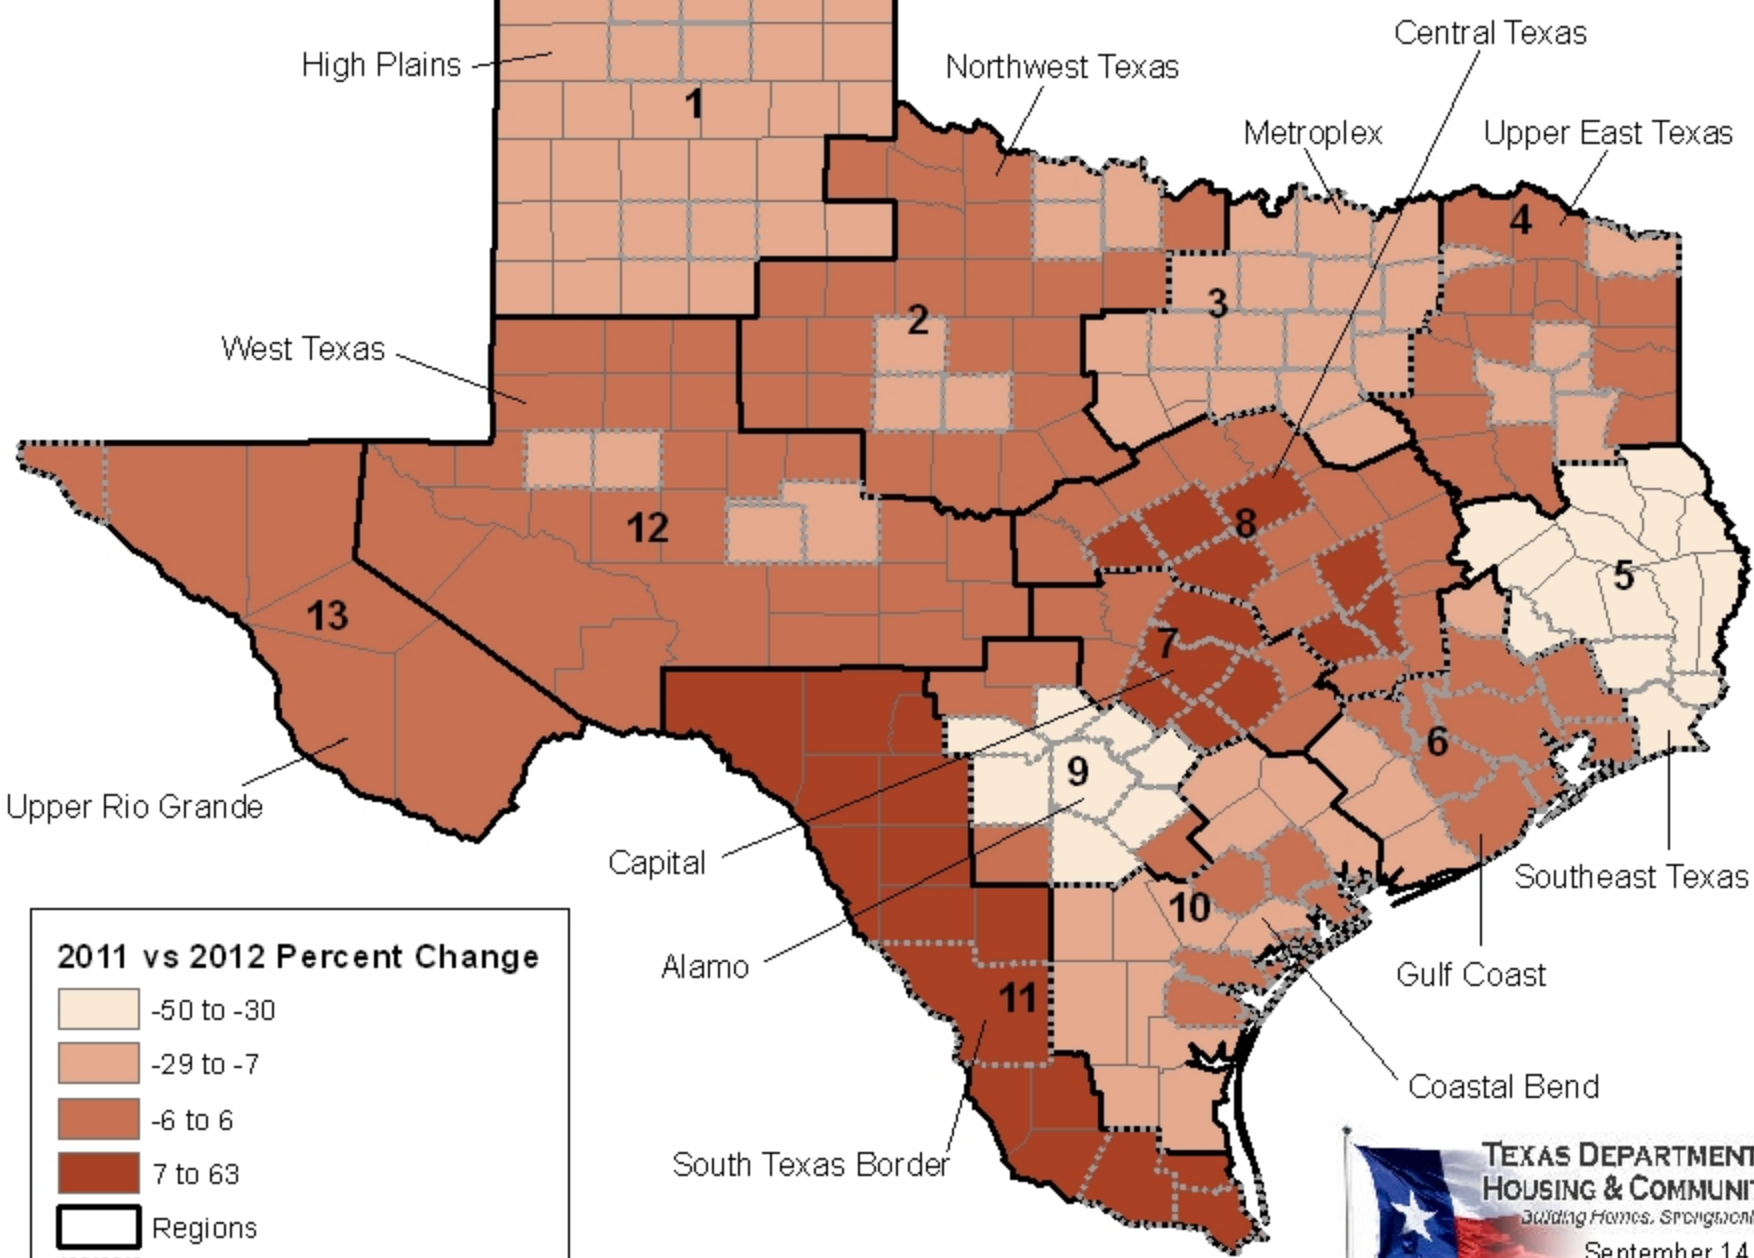 Central Texas
High Plains
Northwest Texas
1
Metroplex
Upper East Texas
4
3
2
West Texas
12
8
5
13
7
6
9
Upper Rio Grande
Capital
Southeast Texas
10
Alamo
Gulf Coast
11
Coastal Bend
South Texas Border
2011 vs 2012 Percent Change
-50 to -30
-29 to -7
-6 to 6
7 to 63
Regions
TEXAS DEPARTMENT
HOUSING & COMMUNI
Building Homes. Strengthen
September 14